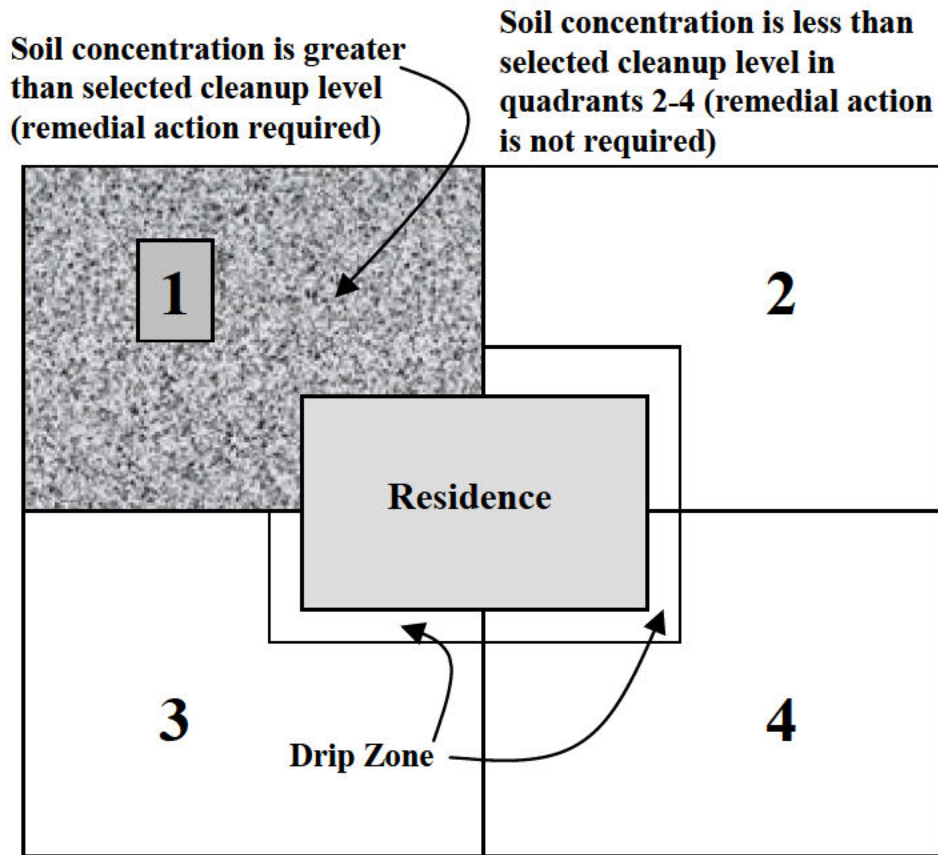 Soil concentration is greater
than selected cleanup level
(remedial action required)
Soil concentration is less than
selected cleanup level in
quadrants 2-4 (remedial action
is not required)
1
2
Residence
3
4
Drip Zone